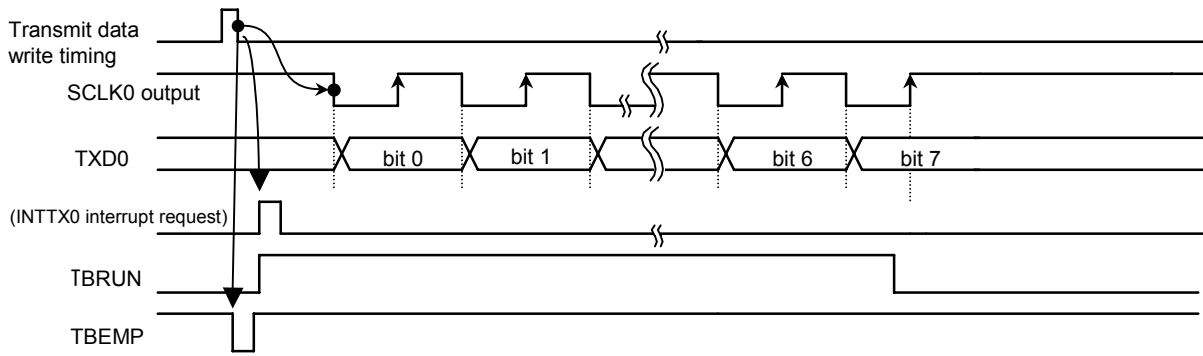 Transmit data
write timing
SCLK0 output
TXD0
bit 0
bit 1
bit 6
bit 7
(INTTX0 interrupt request)
TBRUN
TBEMP